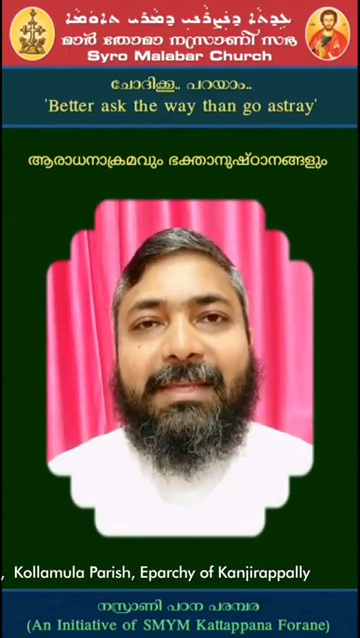 മാർ തോമാ നസ്രാണി സഭ
Syro Malabar Church
ചോദിക്കൂ.. പറയാം..
'Better ask the way than go astray'
ആരാധനാക്രമവും ഭക്താനുഷ്ഠാനങ്ങളും
, Kollamula Parish, Eparchy of Kanjirappally
നസ്രാണി പഠന പരമ്പര
(An Initiative of SMYM Kattappana Forane)